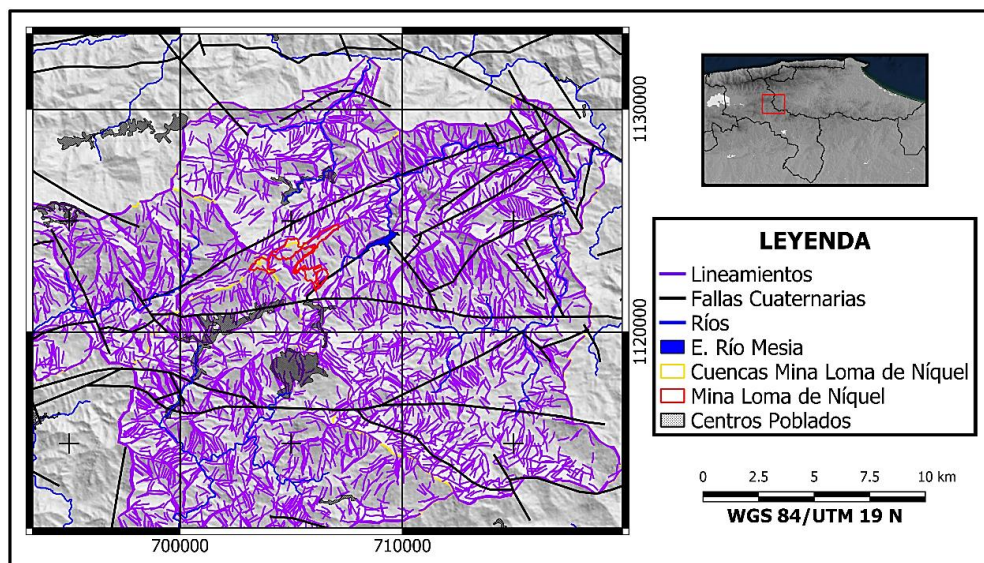 1130000
1120000
700000
710000
LEYENDA
Lineamientos
Fallas Cuaternarias
Ríos
E. Río Mesia
Cuencas Mina Loma de Níquel
Mina Loma de Níquel
Centros Poblados
0 2.5 5 7.5 10 km
WGS 84/UTM 19 N